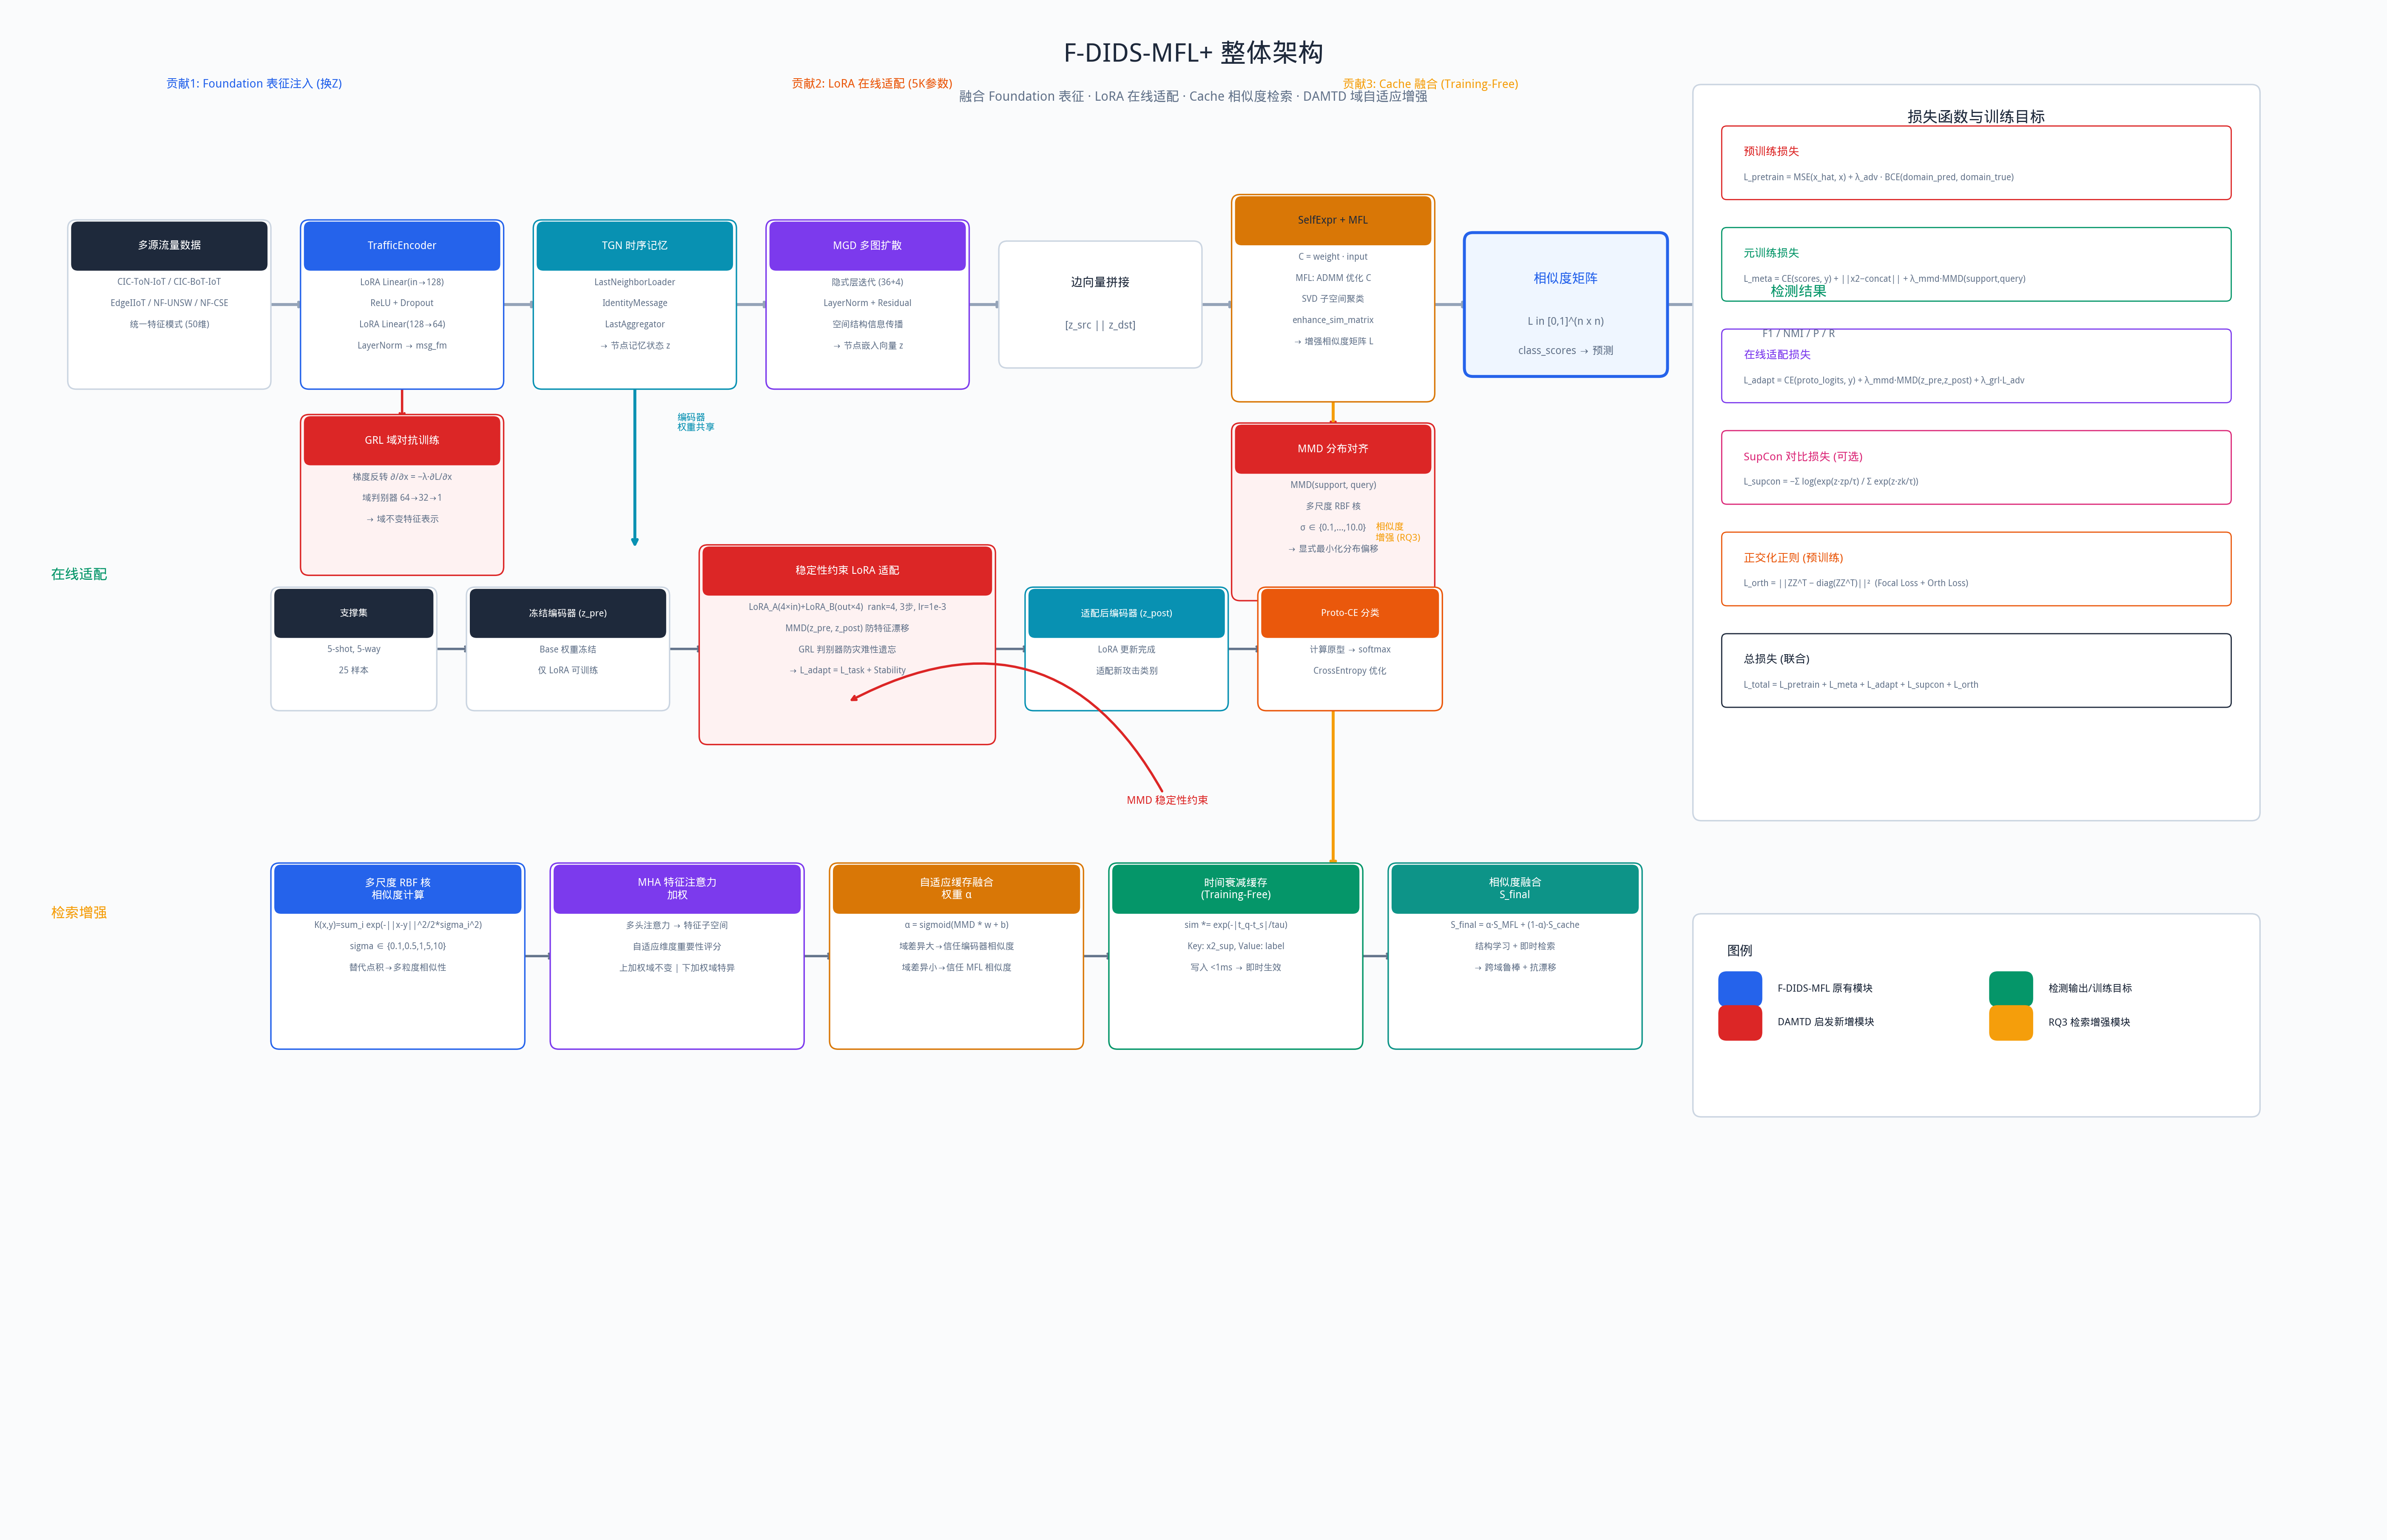 F-DIDS-MFL+ 整体架构
贡献1: Foundation 表征注入 (换Z)
贡献2: LoRA 在线适配 (5K参数)
贡献3: Cache 融合 (Training-Free)
融合 Foundation 表征 · LoRA 在线适配 · Cache 相似度检索 · DAMTD 域自适应增强
多源流量数据
CIC-ToN-IoT / CIC-BoT-IoT
EdgeIIoT / NF-UNSW / NF-CSE
统一特征模式 (50维)
TrafficEncoder
LoRA Linear(in→128)
ReLU + Dropout
LoRA Linear(128→64)
LayerNorm → msg_fm
TGN 时序记忆
LastNeighborLoader
IdentityMessage
LastAggregator
→ 节点记忆状态 z
MGD 多图扩散
隐式层迭代 (36+4)
LayerNorm + Residual
空间结构信息传播
→ 节点嵌入向量 z
边向量拼接
[z_src || z_dst]
SelfExpr + MFL
C = weight · input
MFL: ADMM 优化 C
SVD 子空间聚类
enhance_sim_matrix
→ 增强相似度矩阵 L
相似度矩阵
L in [0,1]^(n x n)
class_scores → 预测
GRL 域对抗训练
梯度反转 ∂/∂x = −λ·∂L/∂x
域判别器 64→32→1
→ 域不变特征表示
编码器
权重共享
MMD 分布对齐
MMD(support, query)
多尺度 RBF 核
σ ∈ {0.1,...,10.0}
→ 显式最小化分布偏移
相似度
增强 (RQ3)
在线适配
支撑集
5-shot, 5-way
25 样本
冻结编码器 (z_pre)
Base 权重冻结
仅 LoRA 可训练
稳定性约束 LoRA 适配
LoRA_A(4×in)+LoRA_B(out×4)  rank=4, 3步, lr=1e-3
MMD(z_pre, z_post) 防特征漂移
GRL 判别器防灾难性遗忘
→ L_adapt = L_task + Stability
适配后编码器 (z_post)
LoRA 更新完成
适配新攻击类别
Proto-CE 分类
计算原型 → softmax
CrossEntropy 优化
MMD 稳定性约束
检索增强
多尺度 RBF 核
相似度计算
K(x,y)=sum_i exp(-||x-y||^2/2*sigma_i^2)
sigma ∈ {0.1,0.5,1,5,10}
替代点积→多粒度相似性
MHA 特征注意力
加权
多头注意力 → 特征子空间
自适应维度重要性评分
上加权域不变 | 下加权域特异
自适应缓存融合
权重 α
α = sigmoid(MMD * w + b)
域差异大→信任编码器相似度
域差异小→信任 MFL 相似度
时间衰减缓存
(Training-Free)
sim *= exp(-|t_q-t_s|/tau)
Key: x2_sup, Value: label
写入 <1ms → 即时生效
相似度融合
S_final
S_final = α·S_MFL + (1-α)·S_cache
结构学习 + 即时检索
→ 跨域鲁棒 + 抗漂移
损失函数与训练目标
预训练损失
L_pretrain = MSE(x_hat, x) + λ_adv · BCE(domain_pred, domain_true)
元训练损失
L_meta = CE(scores, y) + ||x2−concat|| + λ_mmd·MMD(support,query)
检测结果
F1 / NMI / P / R
在线适配损失
L_adapt = CE(proto_logits, y) + λ_mmd·MMD(z_pre,z_post) + λ_grl·L_adv
SupCon 对比损失 (可选)
L_supcon = −Σ log(exp(z·zp/τ) / Σ exp(z·zk/τ))
正交化正则 (预训练)
L_orth = ||ZZ^T − diag(ZZ^T)||²  (Focal Loss + Orth Loss)
总损失 (联合)
L_total = L_pretrain + L_meta + L_adapt + L_supcon + L_orth
图例
F-DIDS-MFL 原有模块
检测输出/训练目标
DAMTD 启发新增模块
RQ3 检索增强模块